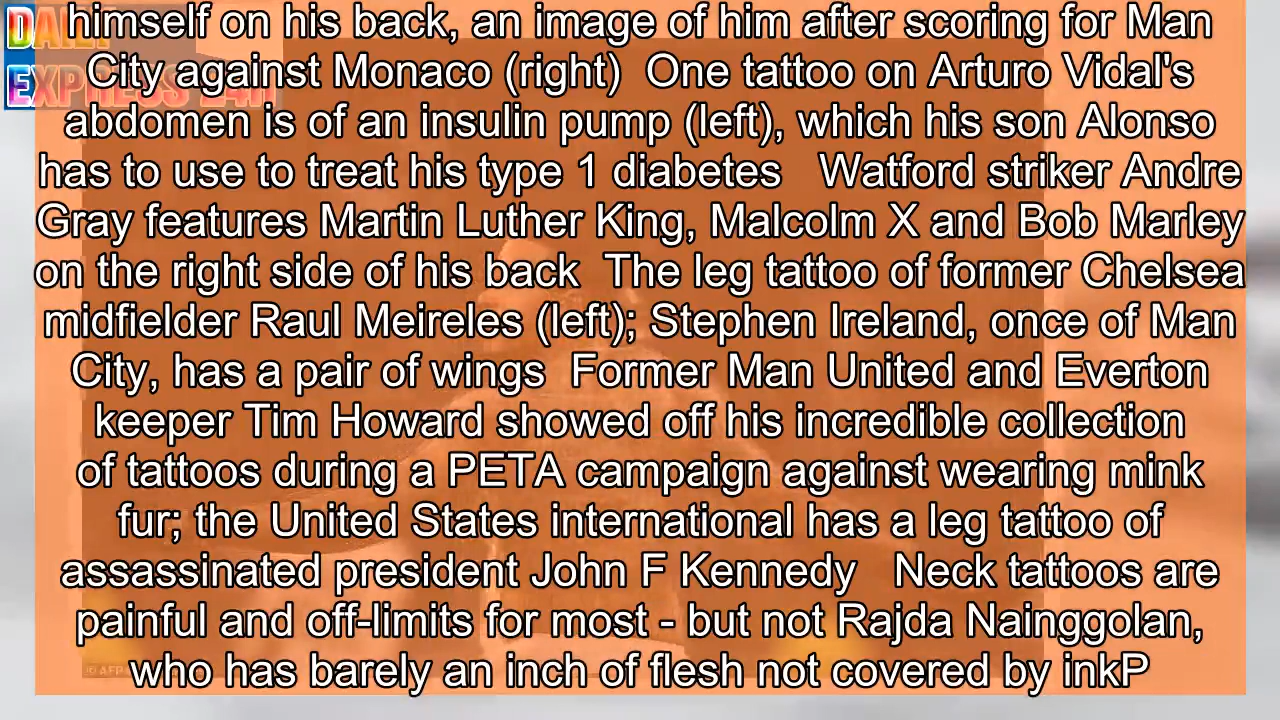 DAILY
EXPRESS 24H
himself on his back, an image of him after scoring for Man
City against Monaco (right)  One tattoo on Arturo Vidal's
abdomen is of an insulin pump (left), which his son Alonso
has to use to treat his type 1 diabetes   Watford striker Andre
Gray features Martin Luther King, Malcolm X and Bob Marley
on the right side of his back  The leg tattoo of former Chelsea
midfielder Raul Meireles (left); Stephen Ireland, once of Man
City, has a pair of wings  Former Man United and Everton
keeper Tim Howard showed off his incredible collection
of tattoos during a PETA campaign against wearing mink
fur; the United States international has a leg tattoo of
assassinated president John F Kennedy   Neck tattoos are
painful and off-limits for most - but not Rajda Nainggolan,
who has barely an inch of flesh not covered by inkP
© AFP